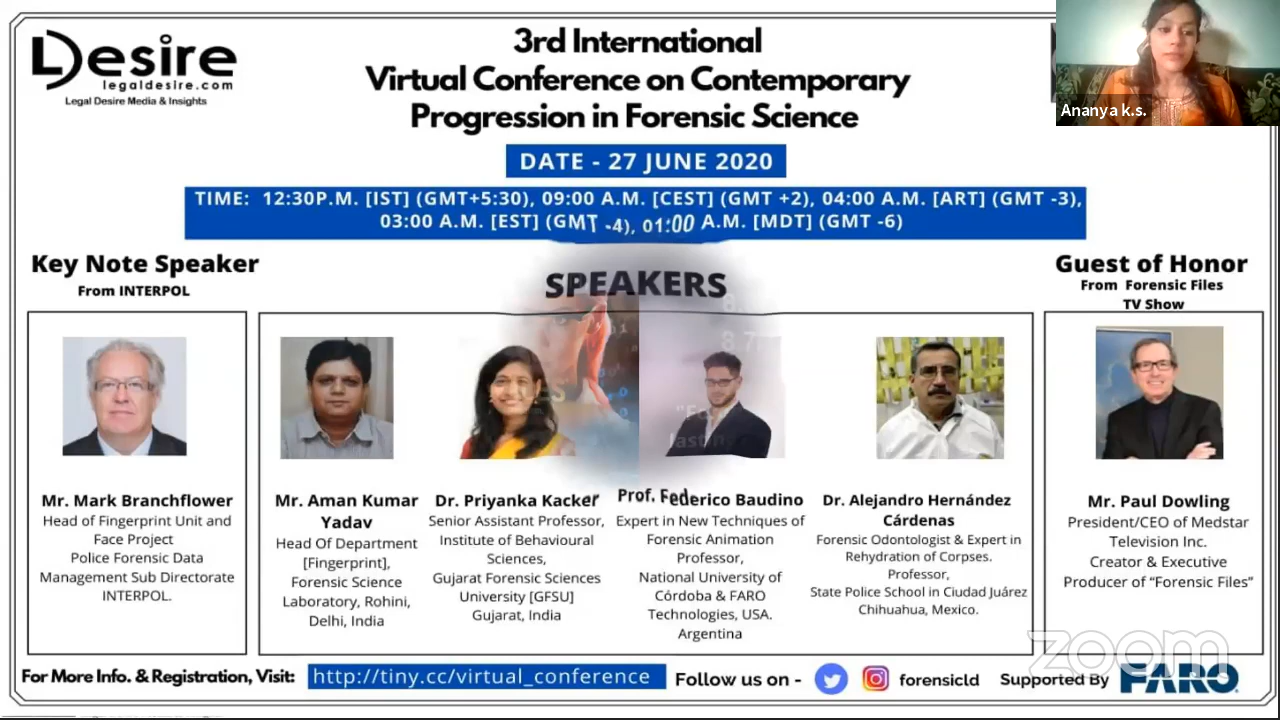 Desire
legaldesire.com
Legal Desire Media & Insights
3rd International
Virtual Conference on Contemporary
Progression in Forensic Science
Ananya k.s.
DATE - 27 JUNE 2020
TIME: 12:30P.M. [IST] (GMT+5:30), 09:00 A.M. [CEST] (GMT +2), 04:00 A.M. [ART] (GMT -3),
03:00 A.M. [EST] (GMT -4), 01:00 A.M. [MDT] (GMT -6)
Key Note Speaker
From INTERPOL
SPEAKERS
Guest of Honor
From Forensic Files
TV Show
Mr. Mark Branchflower
Head of Fingerprint Unit and
Face Project
Police Forensic Data
Management Sub Directorate
INTERPOL.
Mr. Aman Kumar
Yadav
Head Of Department
[Fingerprint],
Forensic Science
Laboratory, Rohini,
Delhi, India
Dr. Priyanka Kacker
Senior Assistant Professor,
Institute of Behavioural
Sciences,
Gujarat Forensic Sciences
University [GFSU]
Gujarat, India
Prof. Federico Baudino
Expert in New Techniques of
Forensic Animation
Professor,
National University of
Córdoba & FARO
Technologies, USA.
Argentina
Dr. Alejandro Hernández
Cárdenas
Forensic Odontologist & Expert in
Rehydration of Corpses.
Professor,
State Police School in Ciudad Juárez
Chihuahua, Mexico.
Mr. Paul Dowling
President/CEO of Medstar
Television Inc.
Creator & Executive
Producer of “Forensic Files”
For More Info. & Registration, Visit:
http://tiny.cc/virtual_conference
Follow us on -
forensicld
Supported By
FARO
zoom